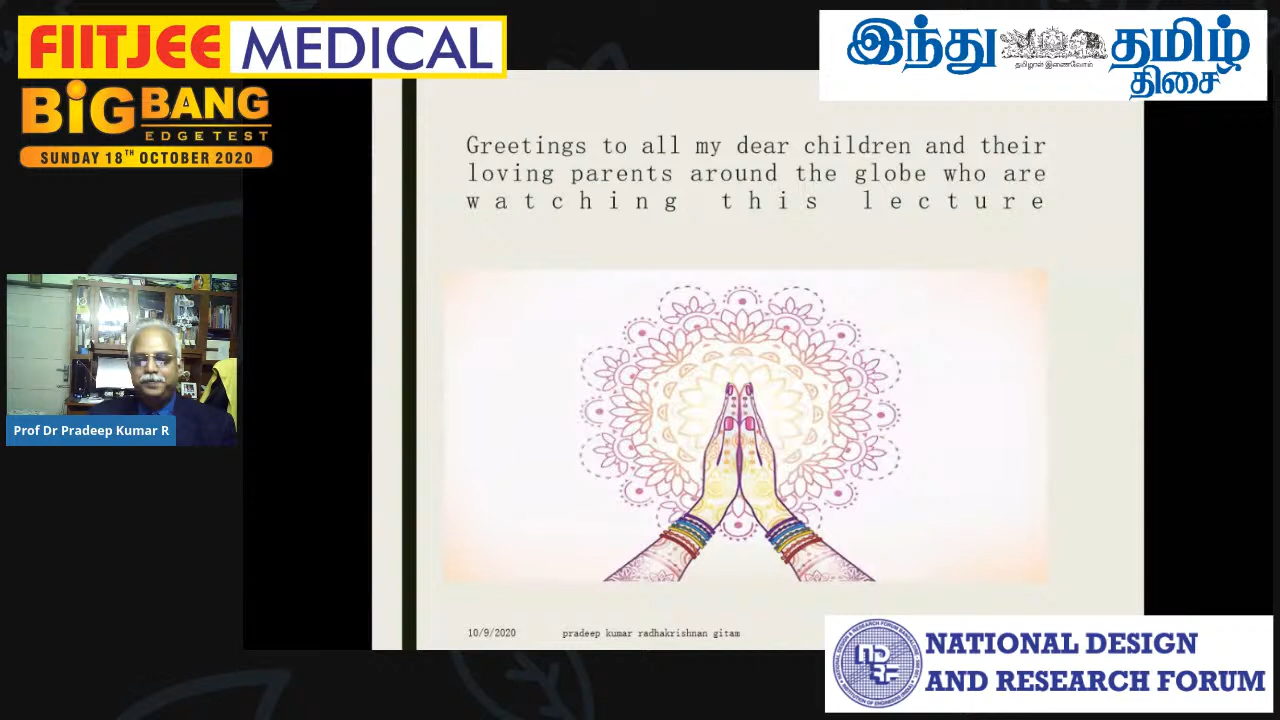 FIITJEE MEDICAL
BIG BANG
EDGE TEST
SUNDAY 18TH OCTOBER 2020
இந்து தமிழ்
தமிழால் இணைவோம்
திசை
Greetings to all my dear children and their
loving parents around the globe who are
watching this lecture
Prof Dr Pradeep Kumar R
10/9/2020 pradeep kumar radhakrishnan gitam
NATIONAL DESIGN
AND RESEARCH FORUM